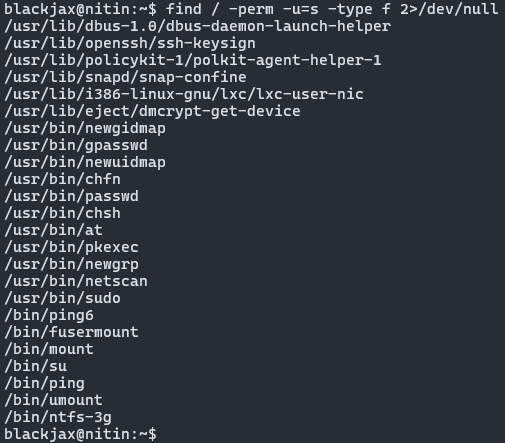 blackjax@nitin:~$ find / -perm -u=s -type f 2>/dev/null
/usr/lib/dbus-1.0/dbus-daemon-launch-helper
/usr/lib/openssh/ssh-keysign
/usr/lib/policykit-1/polkit-agent-helper-1
/usr/lib/snapd/snap-confine
/usr/lib/i386-linux-gnu/lxc/lxc-user-nic
/usr/lib/eject/dmcrypt-get-device
/usr/bin/newgidmap
/usr/bin/gpasswd
/usr/bin/newuidmap
/usr/bin/chfn
/usr/bin/passwd
/usr/bin/chsh
/usr/bin/at
/usr/bin/pkexec
/usr/bin/newgrp
/usr/bin/netscan
/usr/bin/sudo
/bin/ping6
/bin/fusermount
/bin/mount
/bin/su
/bin/ping
/bin/umount
/bin/ntfs-3g
blackjax@nitin:~$